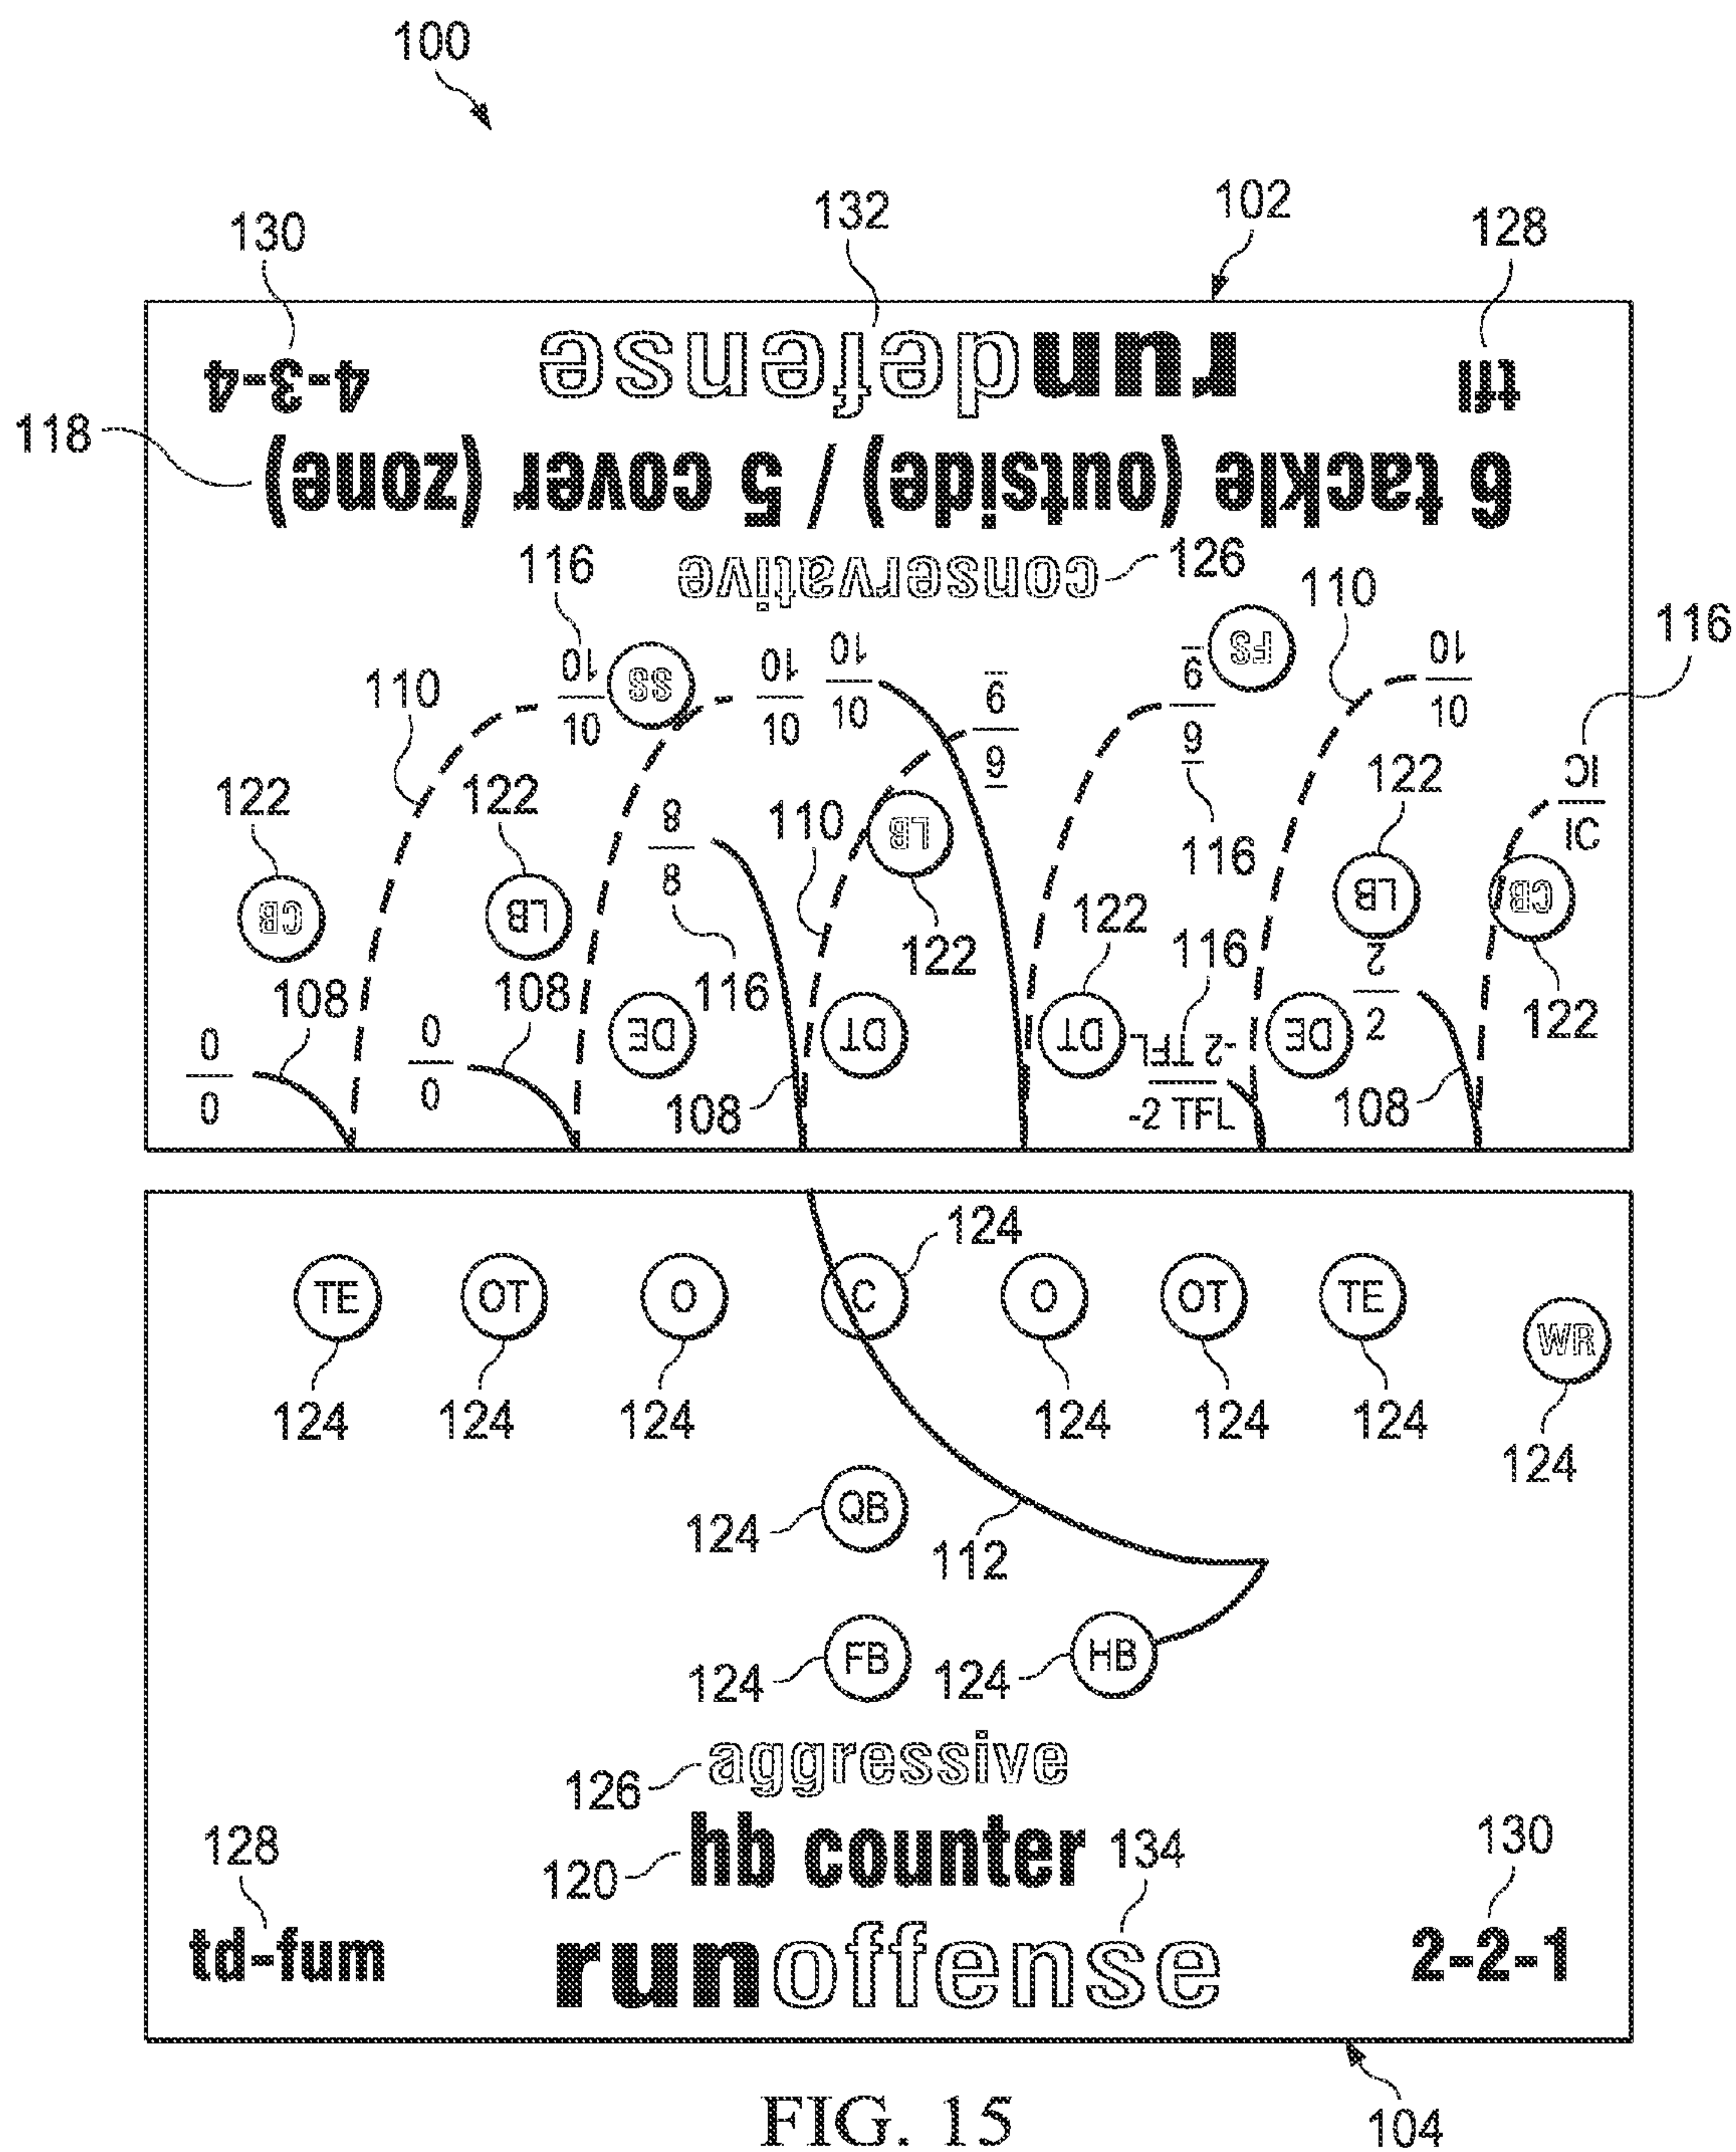 100
130
132
102
128
4-3-4
rundefense
tfl
118
6 tackle (outside) / 5 cover (zone)
116
conservative
126
110
116
110
10
10
SS
10
10
10
10
9
9
9
9
FS
10
10
IC
IC
122
122
110
8
8
LB
116
122
CB
LB
122
116
122
116
LB
CB
122
108
108
0
0
0
0
DE
DT
DT
-2 TFL
-2 TFL
DE
2
2
108
108
124
TE
OT
O
C
O
OT
TE
WR
124
124
124
124
124
124
124
QB
124
112
FB
HB
124
124
aggressive
126
hb counter
120
134
128
130
td-fum
runoffense
2-2-1
FIG. 15
104